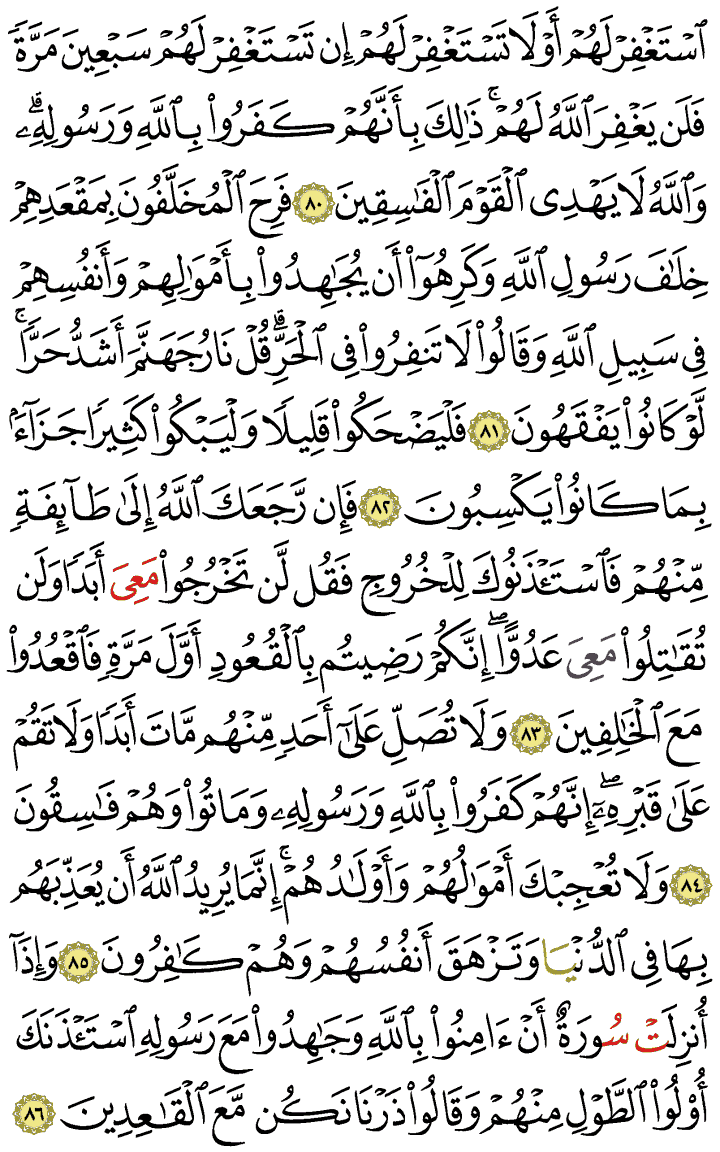 ٱسۡتَغۡفِرۡ لَهُمۡ أَوۡ لَا تَسۡتَغۡفِرۡ لَهُمۡ إِن تَسۡتَغۡفِرۡ لَهُمۡ سَبۡعِينَ مَرَّةٗ
فَلَن يَغۡفِرَ ٱللَّهُ لَهُمۡۚ ذَٰلِكَ بِأَنَّهُمۡ كَفَرُواْ بِٱللَّهِ وَرَسُولِهِۦۗ
وَٱللَّهُ لَا يَهۡدِي ٱلۡقَوۡمَ ٱلۡفَٰسِقِينَ ٨٠ فَرِحَ ٱلۡمُخَلَّفُونَ بِمَقۡعَدِهِمۡ
خِلَٰفَ رَسُولِ ٱللَّهِ وَكَرِهُوٓاْ أَن يُجَٰهِدُواْ بِأَمۡوَٰلِهِمۡ وَأَنفُسِهِمۡ
فِي سَبِيلِ ٱللَّهِ وَقَالُواْ لَا تَنفِرُواْ فِي ٱلۡحَرِّۗ قُلۡ نَارُ جَهَنَّمَ أَشَدُّ حَرّٗاۚ
لَّوۡ كَانُواْ يَفۡقَهُونَ ٨١ فَلۡيَضۡحَكُواْ قَلِيلٗا وَلۡيَبۡكُواْ كَثِيرٗا جَزَآءَۢ
بِمَا كَانُواْ يَكۡسِبُونَ ٨٢ فَإِن رَّجَعَكَ ٱللَّهُ إِلَىٰ طَآئِفَةٖ
مِّنۡهُمۡ فَٱسۡتَـٔۡذَنُوكَ لِلۡخُرُوجِ فَقُل لَّن تَخۡرُجُواْ مَعِيَ أَبَدٗا وَلَن
تُقَٰتِلُواْ مَعِيَ عَدُوًّاۖ إِنَّكُمۡ رَضِيتُم بِٱلۡقُعُودِ أَوَّلَ مَرَّةٖ فَٱقۡعُدُواْ
مَعَ ٱلۡخَٰلِفِينَ ٨٣ وَلَا تُصَلِّ عَلَىٰٓ أَحَدٖ مِّنۡهُم مَّاتَ أَبَدٗا وَلَا تَقُمۡ
عَلَىٰ قَبۡرِهِۦٓۖ إِنَّهُمۡ كَفَرُواْ بِٱللَّهِ وَرَسُولِهِۦ وَمَاتُواْ وَهُمۡ فَٰسِقُونَ
٨٤ وَلَا تُعۡجِبۡكَ أَمۡوَٰلُهُمۡ وَأَوۡلَٰدُهُمۡۚ إِنَّمَا يُرِيدُ ٱللَّهُ أَن يُعَذِّبَهُم
بِهَا فِي ٱلدُّنۡيَا وَتَزۡهَقَ أَنفُسُهُمۡ وَهُمۡ كَٰفِرُونَ ٨٥ وَإِذَآ
أُنزِلَتۡ سُورَةٌ أَنۡ ءَامِنُواْ بِٱللَّهِ وَجَٰهِدُواْ مَعَ رَسُولِهِ ٱسۡتَـٔۡذَنَكَ
أُوْلُواْ ٱلطَّوۡلِ مِنۡهُمۡ وَقَالُواْ ذَرۡنَا نَكُن مَّعَ ٱلۡقَٰعِدِينَ ٨٦